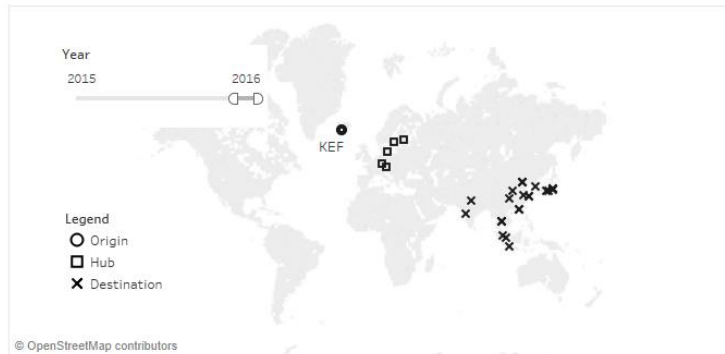 Year
2015 2016
KEF
Legend
Origin
Hub
Destination
© OpenStreetMap contributors